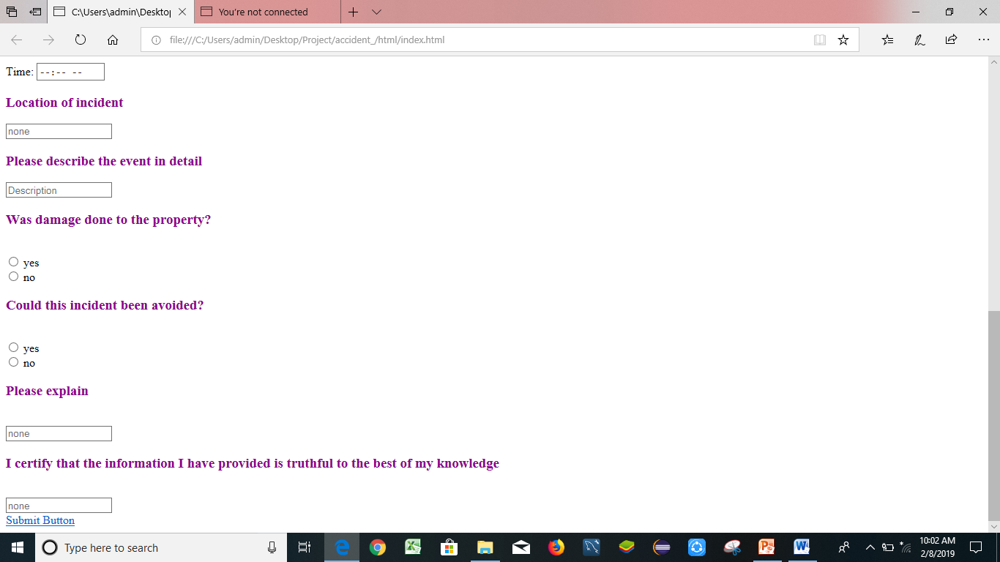 C:\Users\admin\Deskto
You're not connected
file:///C:/Users/admin/Desktop/Project/accident_/html/index.html
Time: --:-- --
Location of incident
none
Please describe the event in detail
Description
Was damage done to the property?
yes
no
Could this incident been avoided?
yes
no
Please explain
none
I certify that the information I have provided is truthful to the best of my knowledge
none
Submit Button
Type here to search
10:02 AM
2/8/2019